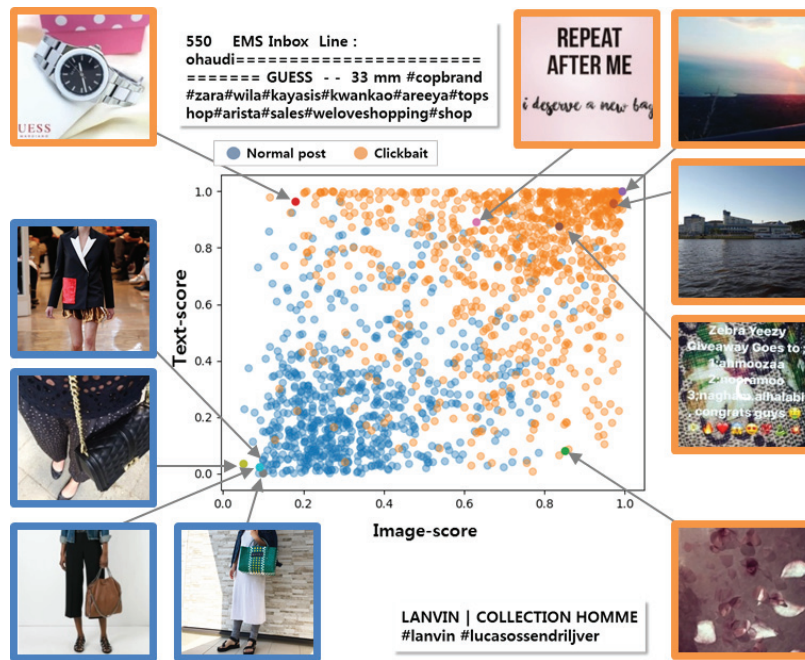 550 EMS Inbox Line :
ohaudi========================
======= GUESS - - 33 mm #copbrand
#zara#wila#kayasis#kwankao#areeya#tops
hop#arista#sales#weloveshopping#shop
REPEAT
AFTER ME
i deserve a new bag
UESS
Normal post
Clickbait
1.0
0.8
0.6
0.4
0.2
0.0
Text-score
0.0 0.2 0.4 0.6 0.8 1.0
Image-score
Zebra Yeezy
Giveaway Goes to
congrats guys
LANVIN | COLLECTION HOMME
#lanvin #lucasossendriljver